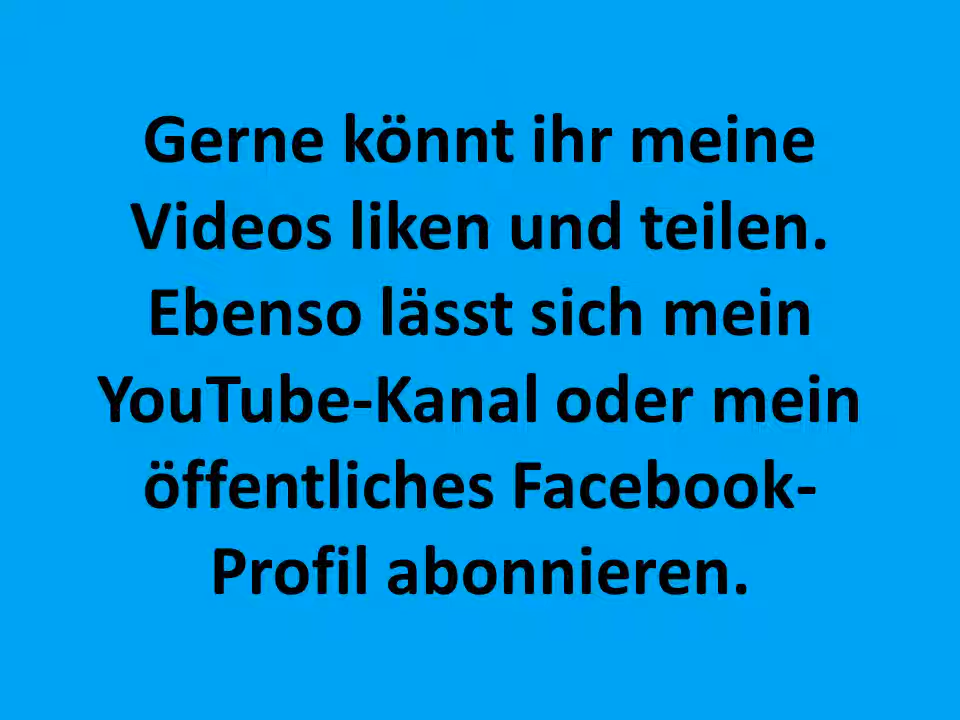 Gerne könnt ihr meine
Videos liken und teilen.
Ebenso lässt sich mein
YouTube-Kanal oder mein
öffentliches Facebook-
Profil abonnieren.